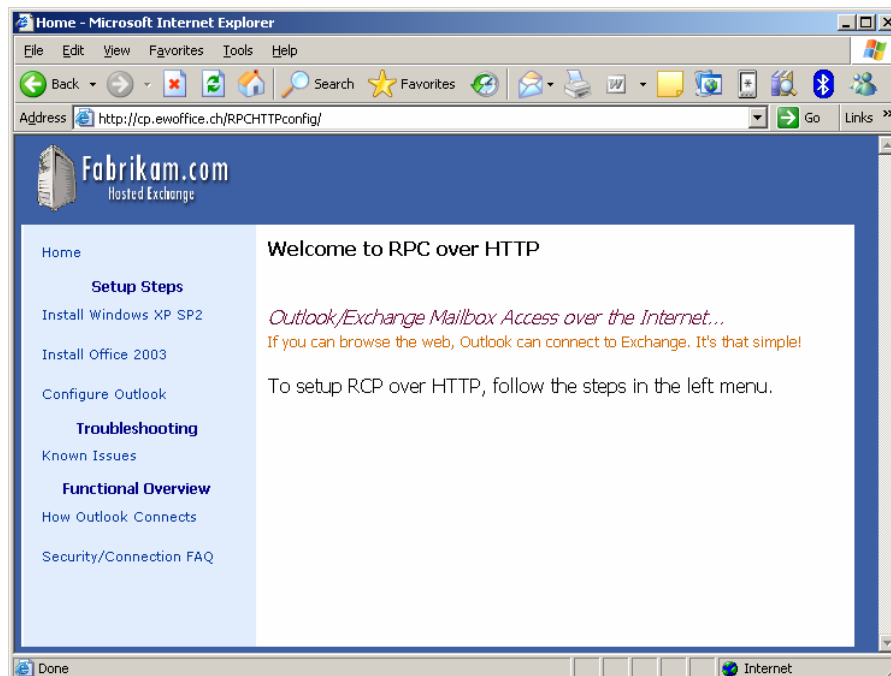 Home - Microsoft Internet Explorer
File Edit View Favorites Tools Help
Back Search Favorites
Address http://cp.ewoffice.ch/RPCHTTPconfig/ Go Links »
Fabrikam.com
Hosted Exchange
Home
Setup Steps
Install Windows XP SP2
Install Office 2003
Configure Outlook
Troubleshooting
Known Issues
Functional Overview
How Outlook Connects
Security/Connection FAQ
Welcome to RPC over HTTP
Outlook/Exchange Mailbox Access over the Internet...
If you can browse the web, Outlook can connect to Exchange. It's that simple!
To setup RCP over HTTP, follow the steps in the left menu.
Done Internet